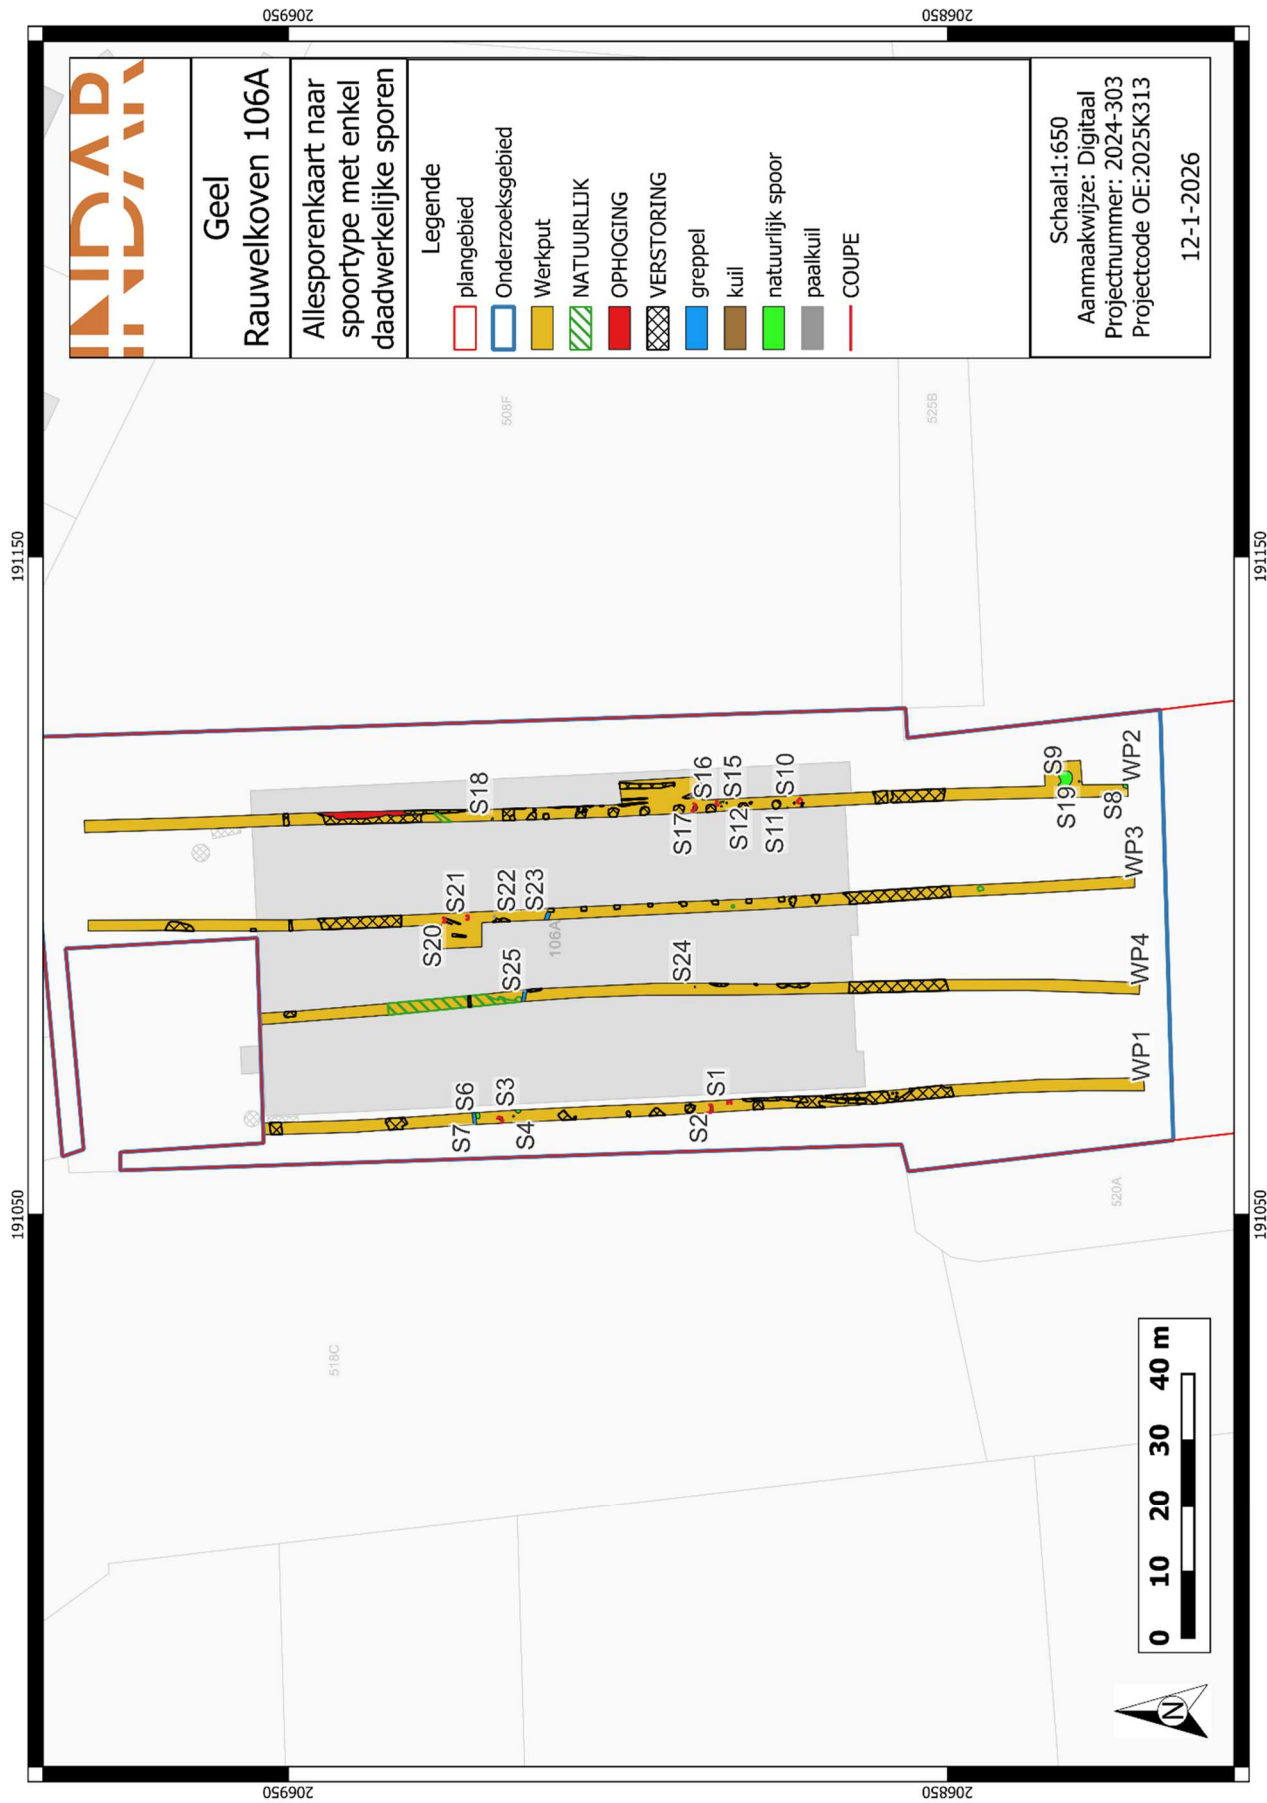 INDAR
Geel
Rauwelkoven 106A
Allesporenkaart naar
spoortype met enkel
daadwerkelijke sporen
Legende
plangebied
Onderzoeksgebied
Werkput
NATUURLIJK
OPHOGING
VERSTORING
greppel
kuil
natuurlijk spoor
paalkuil
COUPE
Schaal:1:650
Aanmaakwijze: Digitaal
Projectnummer: 2024-303
Projectcode OE:2025K313
12-1-2026
191050
191150
191050
191150
206950
206850
206950
206850
508F
525B
518C
520A
106A
S18
S16
S15
S10
S17
S12
S11
S9
S19
S8
WP2
S21
S20
S22
S23
WP3
S25
S24
WP4
S6
S7
S3
S4
S1
S2
WP1
0 10 20 30 40 m
N